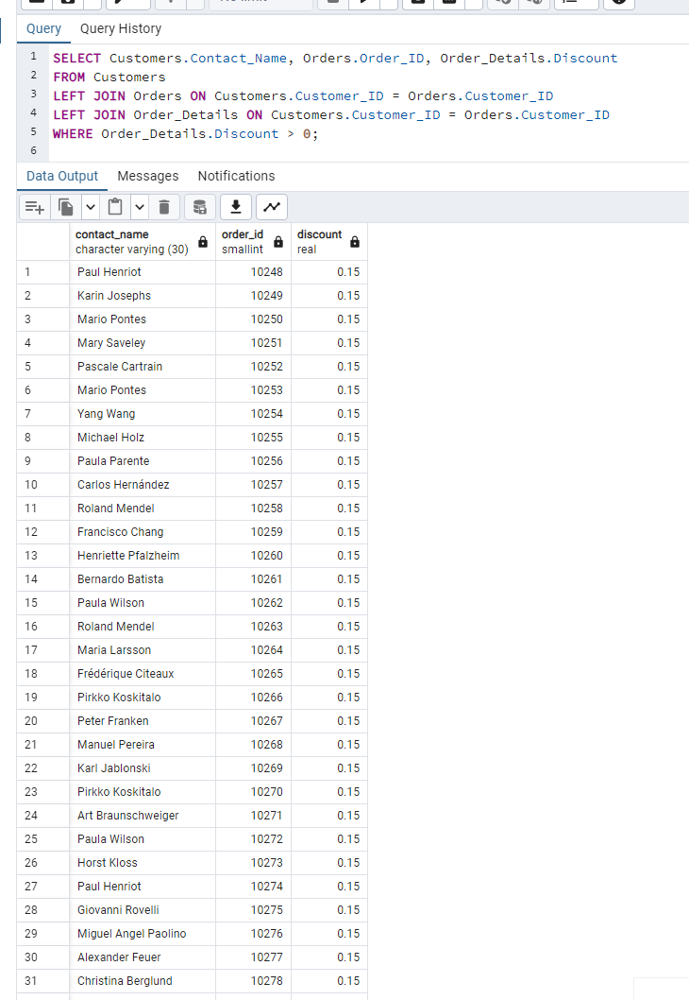 No limit
Query Query History
1 SELECT Customers.Contact_Name, Orders.Order_ID, Order_Details.Discount
2 FROM Customers
3 LEFT JOIN Orders ON Customers.Customer_ID = Orders.Customer_ID
4 LEFT JOIN Order_Details ON Customers.Customer_ID = Orders.Customer_ID
5 WHERE Order_Details.Discount > 0;
6
Data Output Messages Notifications
contact_name order_id discount
character varying (30) smallint real
1 Paul Henriot 10248 0.15
2 Karin Josephs 10249 0.15
3 Mario Pontes 10250 0.15
4 Mary Saveley 10251 0.15
5 Pascale Cartrain 10252 0.15
6 Mario Pontes 10253 0.15
7 Yang Wang 10254 0.15
8 Michael Holz 10255 0.15
9 Paula Parente 10256 0.15
10 Carlos Hernández 10257 0.15
11 Roland Mendel 10258 0.15
12 Francisco Chang 10259 0.15
13 Henriette Pfalzheim 10260 0.15
14 Bernardo Batista 10261 0.15
15 Paula Wilson 10262 0.15
16 Roland Mendel 10263 0.15
17 Maria Larsson 10264 0.15
18 Frédérique Citeaux 10265 0.15
19 Pirkko Koskitalo 10266 0.15
20 Peter Franken 10267 0.15
21 Manuel Pereira 10268 0.15
22 Karl Jablonski 10269 0.15
23 Pirkko Koskitalo 10270 0.15
24 Art Braunschweiger 10271 0.15
25 Paula Wilson 10272 0.15
26 Horst Kloss 10273 0.15
27 Paul Henriot 10274 0.15
28 Giovanni Rovelli 10275 0.15
29 Miguel Angel Paolino 10276 0.15
30 Alexander Feuer 10277 0.15
31 Christina Berglund 10278 0.15